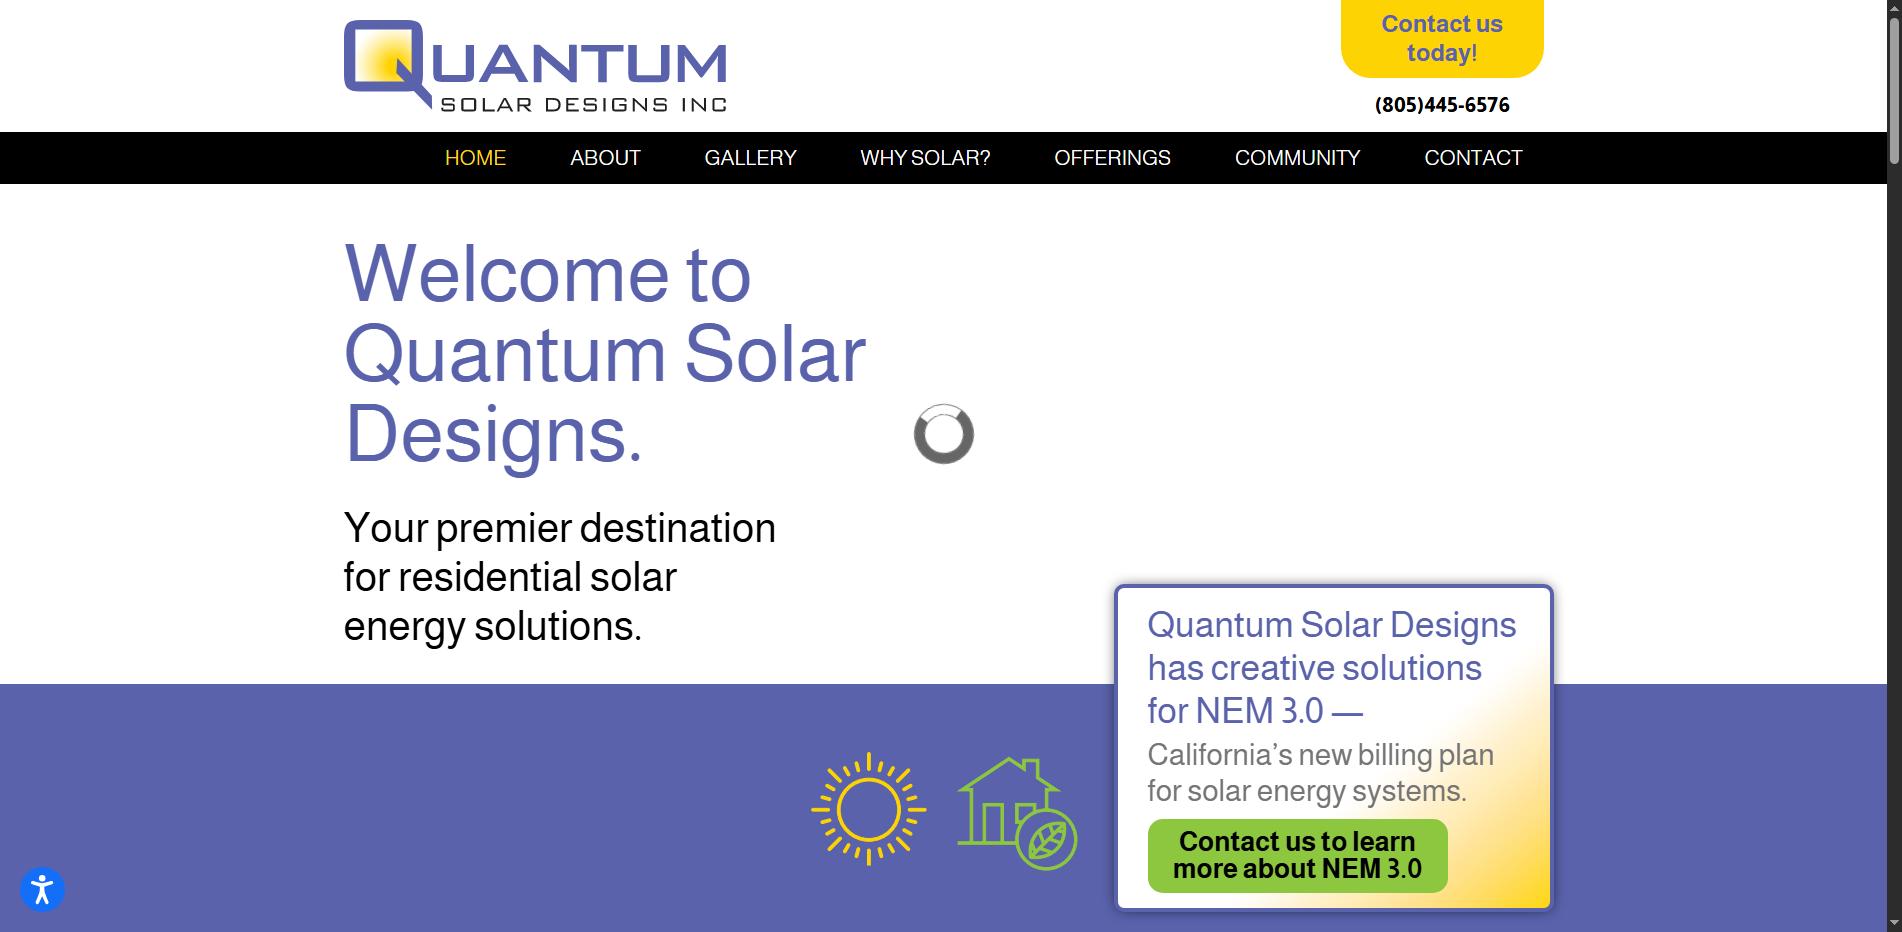 QUANTUM
SOLAR DESIGNS INC
Contact us
today!
(805)445-6576
HOME ABOUT GALLERY WHY SOLAR? OFFERINGS COMMUNITY CONTACT
Welcome to
Quantum Solar
Designs.
Your premier destination
for residential solar
energy solutions.
Quantum Solar Designs
has creative solutions
for NEM 3.0 —
California’s new billing plan
for solar energy systems.
Contact us to learn
more about NEM 3.0